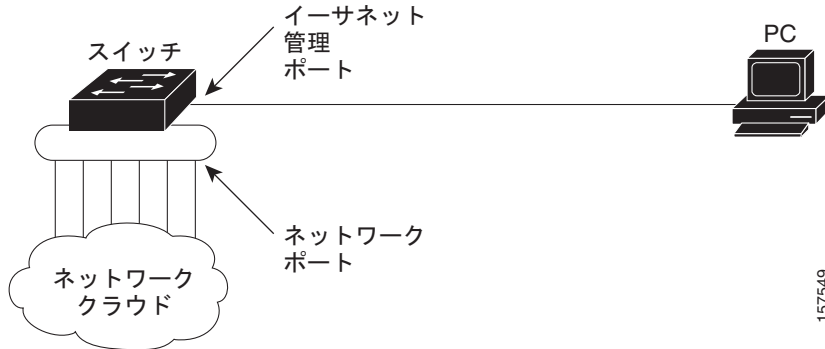 イーサネット
管理
ポート
スイッチ
PC
ネットワーク
ポート
ネットワーク
クラウド
157549